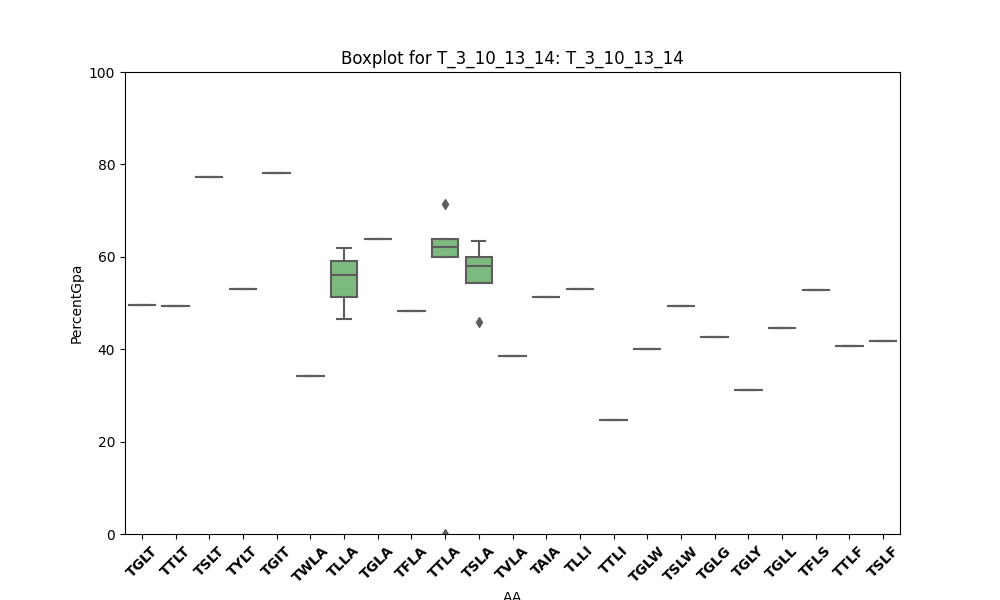 Boxplot for T_3_10_13_14: T_3_10_13_14
100
80
60
40
20
0
PercentGpa
TGLT TTLT TSLT TYLT TGIT TWLA TLLA TGLA TFLA TTLA TSLA TVLA TAIA TLLI TTLI TGLW TSLW TGLG TGLY TGLL TFLS TTLF TSLF
AA